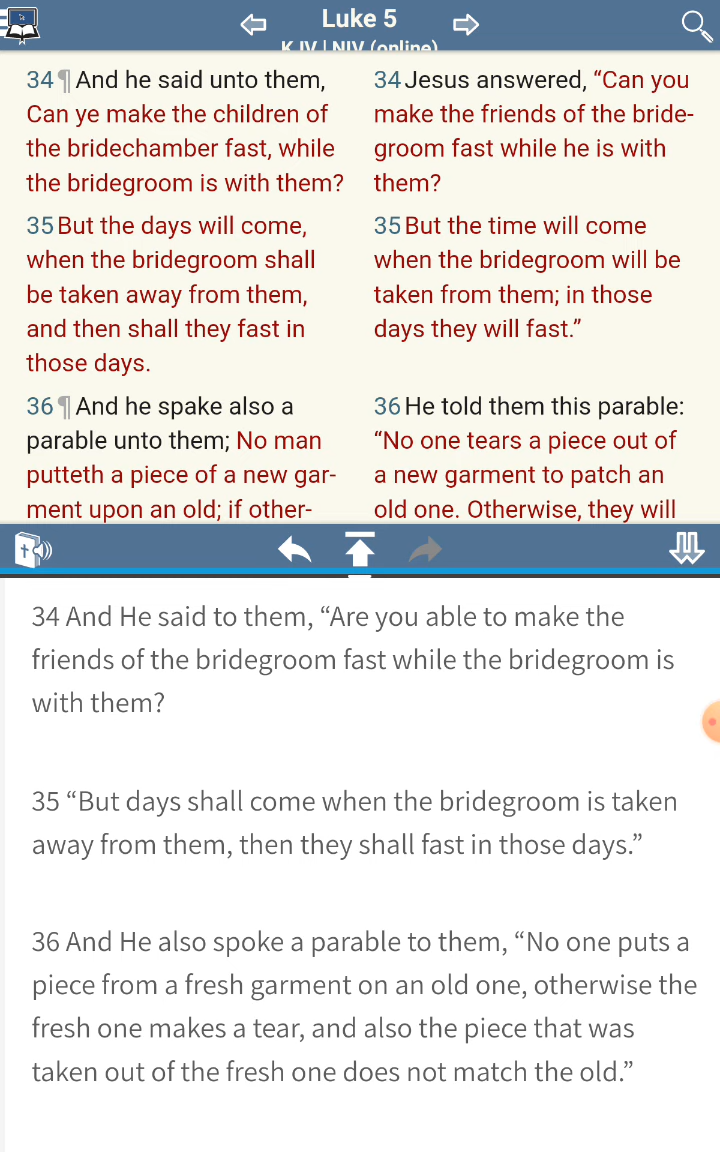 Luke 5
KJV | NIV (online)
34 ¶ And he said unto them,
Can ye make the children of
the bridechamber fast, while
the bridegroom is with them?
35 But the days will come,
when the bridegroom shall
be taken away from them,
and then shall they fast in
those days.
36 ¶ And he spake also a
parable unto them; No man
putteth a piece of a new gar-
ment upon an old; if other-
34 Jesus answered, “Can you
make the friends of the bride-
groom fast while he is with
them?
35 But the time will come
when the bridegroom will be
taken from them; in those
days they will fast.”
36 He told them this parable:
“No one tears a piece out of
a new garment to patch an
old one. Otherwise, they will
34 And He said to them, “Are you able to make the
friends of the bridegroom fast while the bridegroom is
with them?
35 “But days shall come when the bridegroom is taken
away from them, then they shall fast in those days.”
36 And He also spoke a parable to them, “No one puts a
piece from a fresh garment on an old one, otherwise the
fresh one makes a tear, and also the piece that was
taken out of the fresh one does not match the old.”